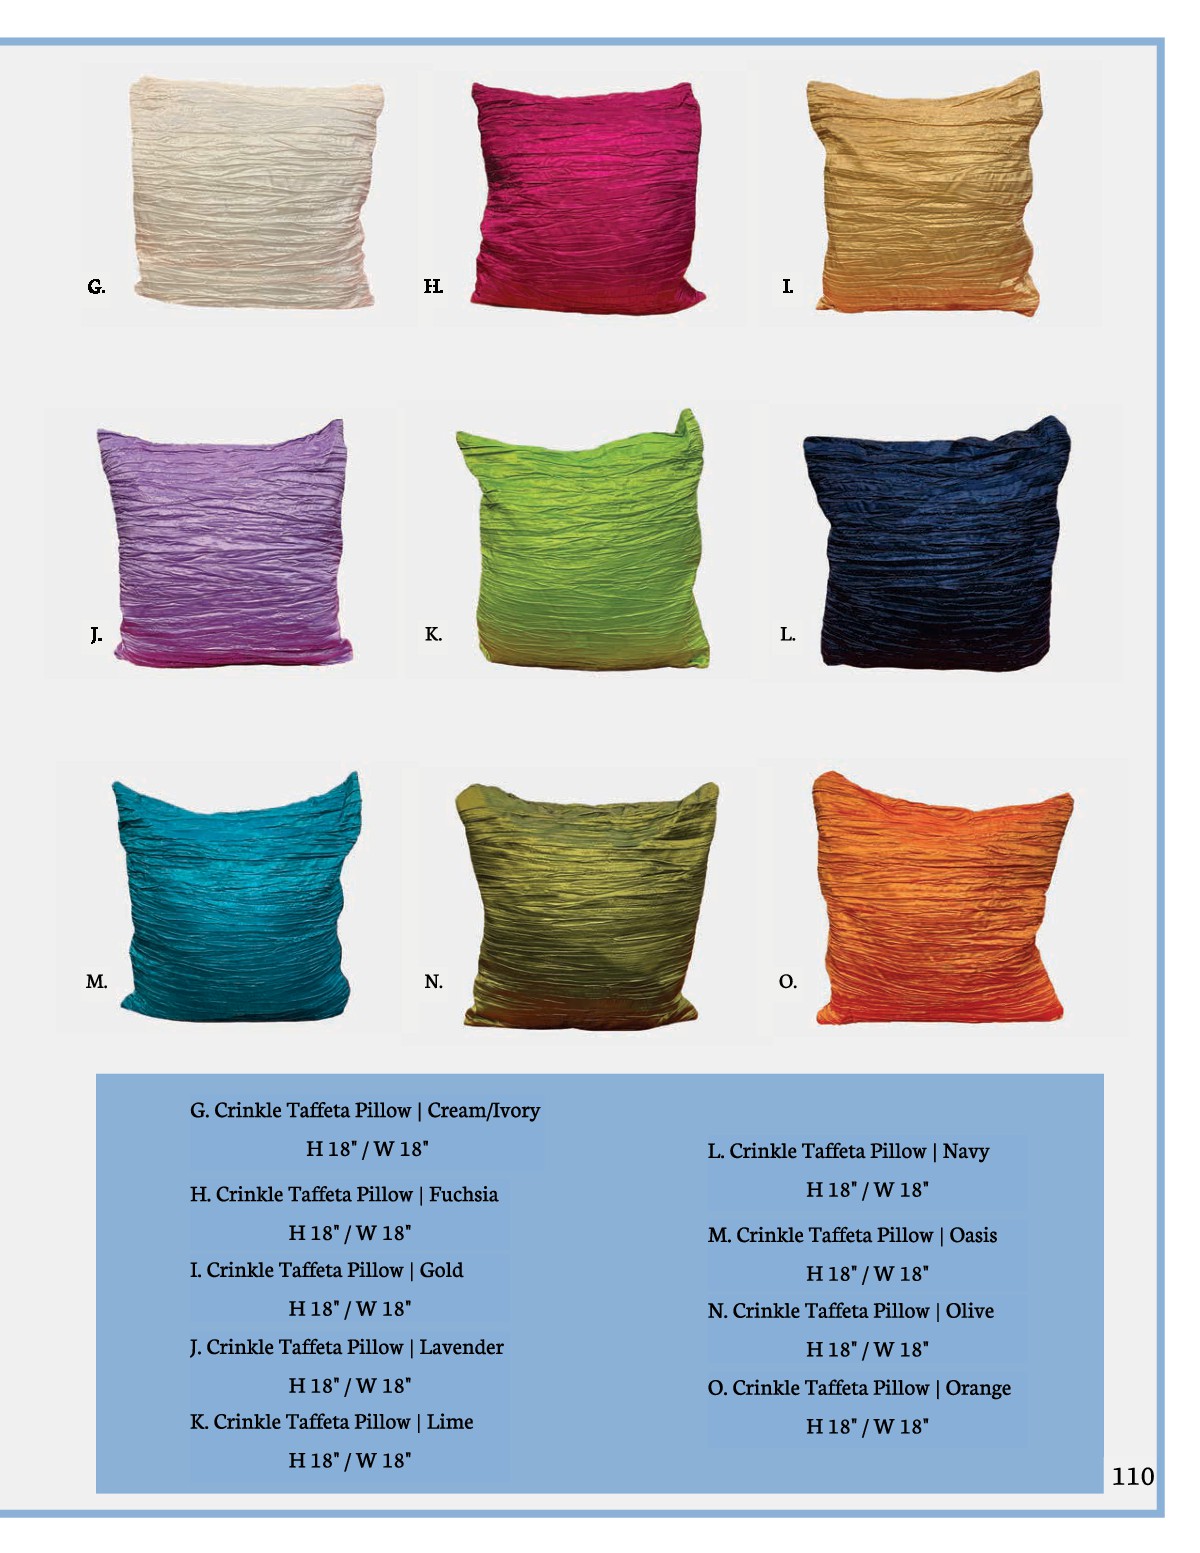 G.
H.
I.
J.
K.
L.
M.
N.
O.
G. Crinkle Taffeta Pillow | Cream/Ivory
H 18" / W 18"
H. Crinkle Taffeta Pillow | Fuchsia
H 18" / W 18"
I. Crinkle Taffeta Pillow | Gold
H 18" / W 18"
J. Crinkle Taffeta Pillow | Lavender
H 18" / W 18"
K. Crinkle Taffeta Pillow | Lime
H 18" / W 18"
L. Crinkle Taffeta Pillow | Navy
H 18" / W 18"
M. Crinkle Taffeta Pillow | Oasis
H 18" / W 18"
N. Crinkle Taffeta Pillow | Olive
H 18" / W 18"
O. Crinkle Taffeta Pillow | Orange
H 18" / W 18"
110